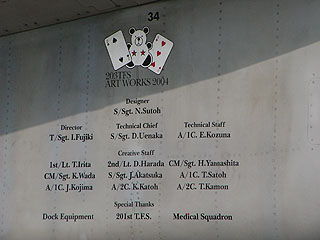 34
203TFS
ART WORKS 2004
Designer
S/Sgt. N.Sutoh
Director Technical Chief Technical Staff
T/Sgt. I.Fujiki S/Sgt. D.Uenaka A/1C. E.Kozuna
Creative Staff
1st/Lt. T.Irita 2nd/Lt. D.Harada CM/Sgt. H.Yamashita
CM/Sgt. K.Wada S/Sgt. J.Akatsuka A/1C. T.Satoh
A/1C. J.Kojima A/2C. K.Katoh A/2C. T.Kamon
Special Thanks
Dock Equipment 201st T.F.S. Medical Squadron